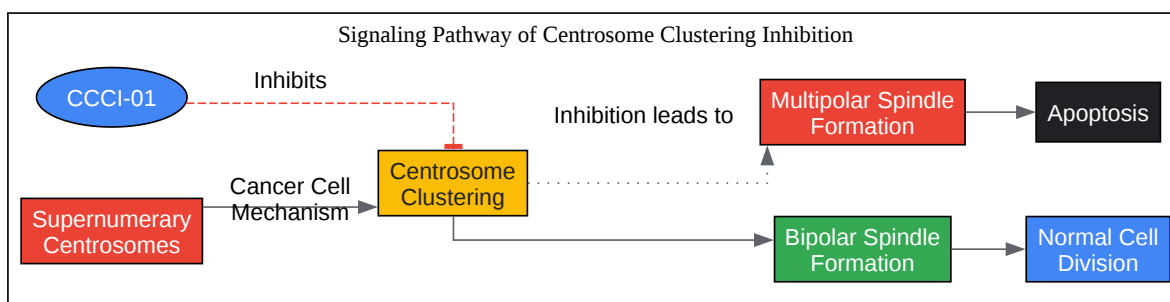 Signaling Pathway of Centrosome Clustering Inhibition
CCCI-01
Inhibits
Inhibition leads to
Multipolar Spindle
Formation
Apoptosis
Supernumerary
Centrosomes
Cancer Cell
Mechanism
Centrosome
Clustering
Bipolar Spindle
Formation
Normal Cell
Division